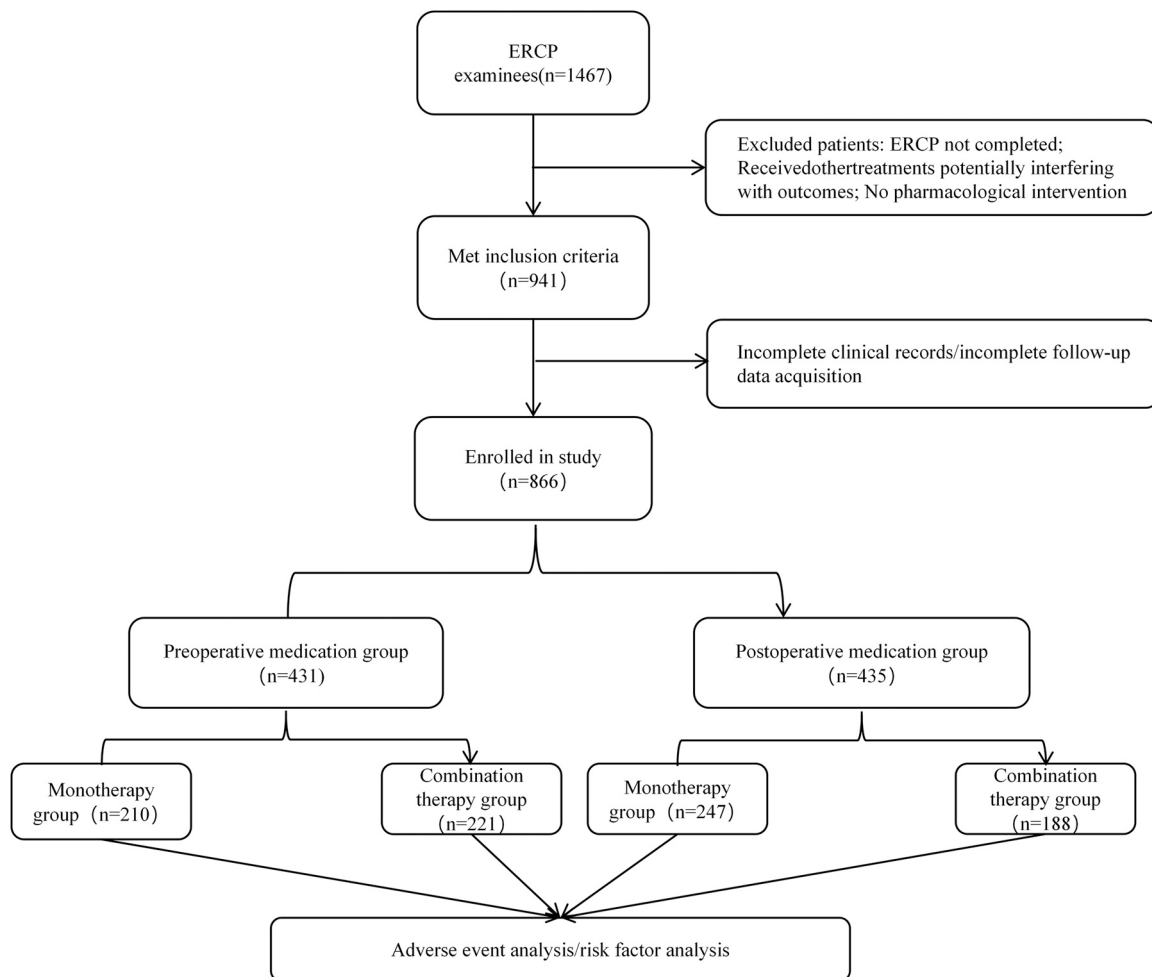 ERCP
examinees(n=1467)
Excluded patients: ERCP not completed;
Receivedothertreatments potentially interfering
with outcomes; No pharmacological intervention
Met inclusion criteria
（n=941）
Incomplete clinical records/incomplete follow-up
data acquisition
Enrolled in study
（n=866）
Preoperative medication group
（n=431)
Postoperative medication group
（n=435）
Monotherapy
group（n=210）
Combination
therapy group
（n=221）
Monotherapy
group（n=247）
Combination
therapy group
（n=188）
Adverse event analysis/risk factor analysis